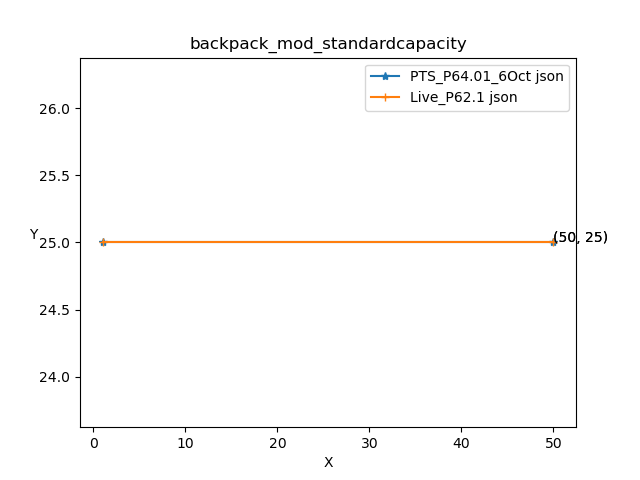 backpack_mod_standardcapacity
PTS_P64.01_6Oct json
Live_P62.1 json
26.0
25.5
Y
25.0
(50, 25)
24.5
24.0
0
10
20
30
40
50
X